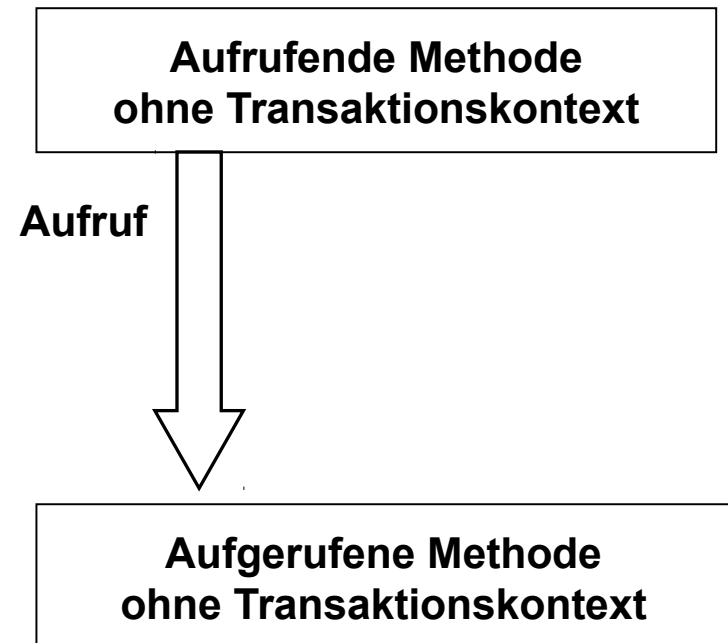 Aufrufende Methode
ohne Transaktionskontext
Aufruf
Aufgerufene Methode
ohne Transaktionskontext